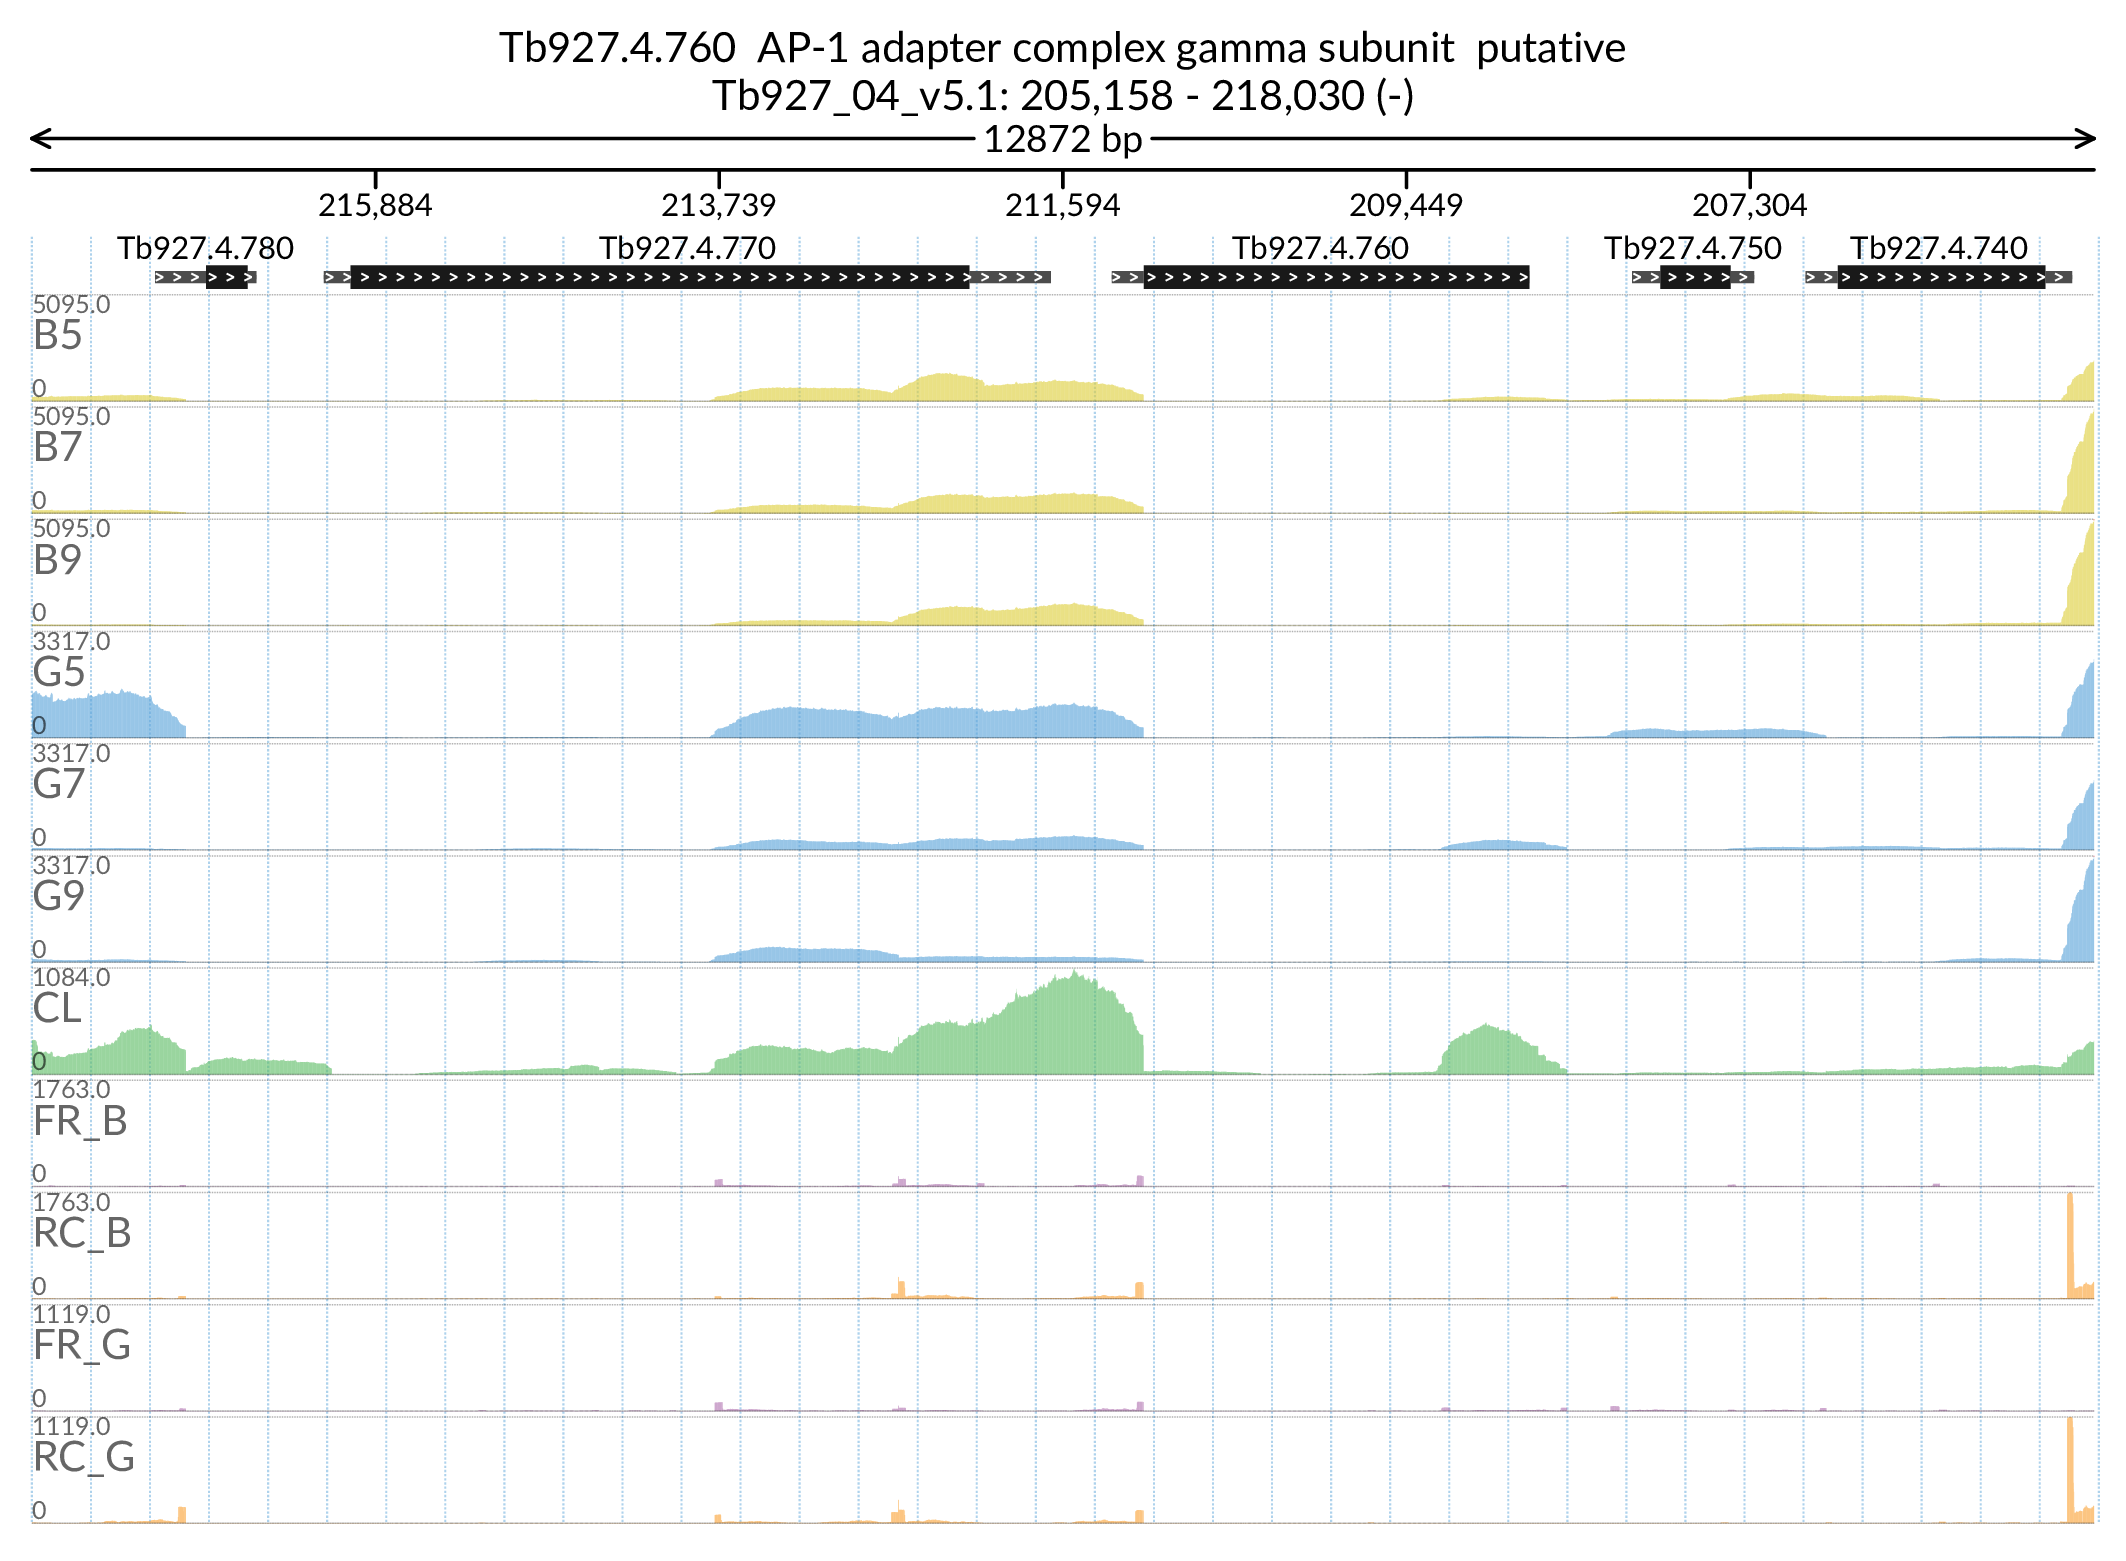 Tb927.4.760 AP-1 adapter complex gamma subunit putative
Tb927_04_v5.1: 205,158 - 218,030 (-)
12872 bp
215,884 213,739 211,594 209,449 207,304
Tb927.4.780 Tb927.4.770 Tb927.4.760 Tb927.4.750 Tb927.4.740
5095.0
B5
0
5095.0
B7
0
5095.0
B9
0
3317.0
G5
0
3317.0
G7
0
3317.0
G9
0
1084.0
CL
0
1763.0
FR_B
0
1763.0
RC_B
0
1119.0
FR_G
0
1119.0
RC_G
0